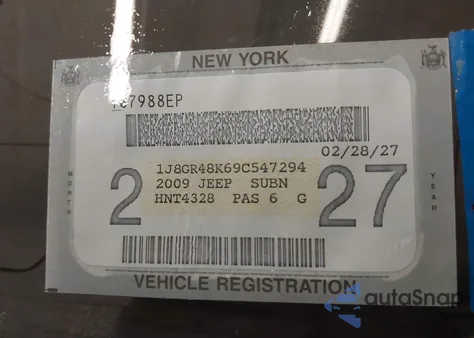 NEW YORK
7988EP
02/28/27
1J8GR48K69C547294
2009 JEEP SUBN
HNT4328 PAS 6 G
MONTH
2
27
YEAR
VEHICLE REGISTRATION
autoSnap